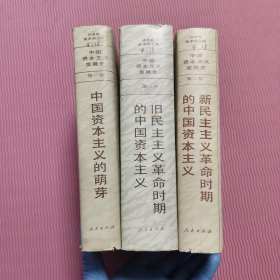 中国
资本主义
发展史
第一卷
中国资本主义的萌芽
人民出版社
中国
资本主义
发展史
第二卷
旧民主主义革命时期
的中国资本主义
人民出版社
中国
资本主义
发展史
第三卷
新民主主义革命时期
的中国资本主义
人民出版社